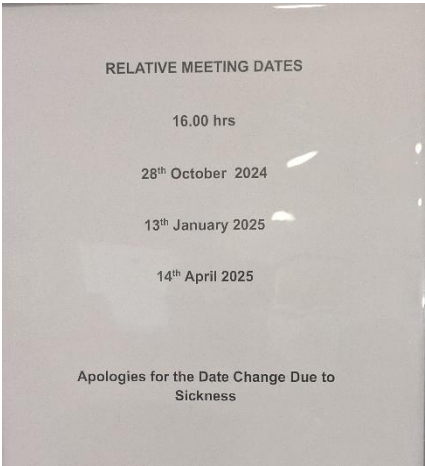 RELATIVE MEETING DATES
16.00 hrs
28th October 2024
13th January 2025
14th April 2025
Apologies for the Date Change Due to
Sickness